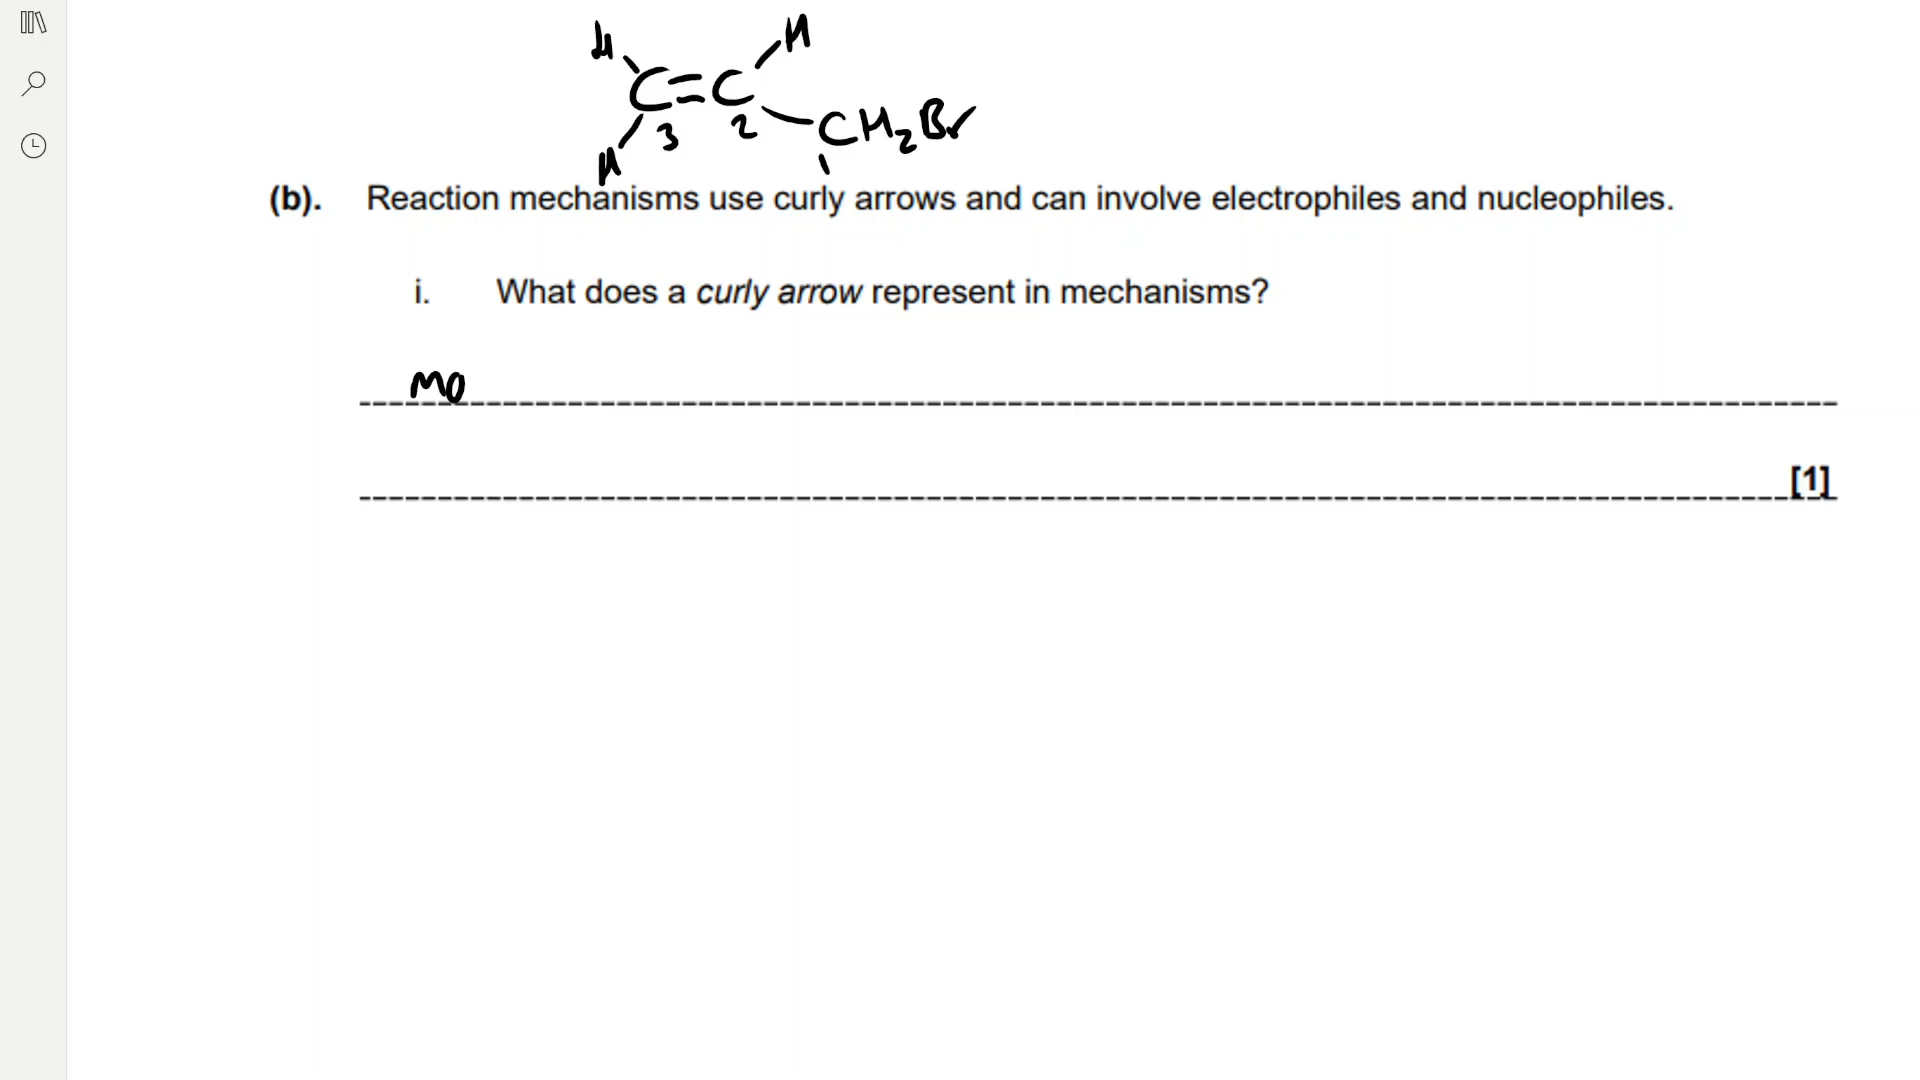 H H
C=C
3 2 CH₂Br
H 1
(b). Reaction mechanisms use curly arrows and can involve electrophiles and nucleophiles.
i. What does a curly arrow represent in mechanisms?
mo
[1]